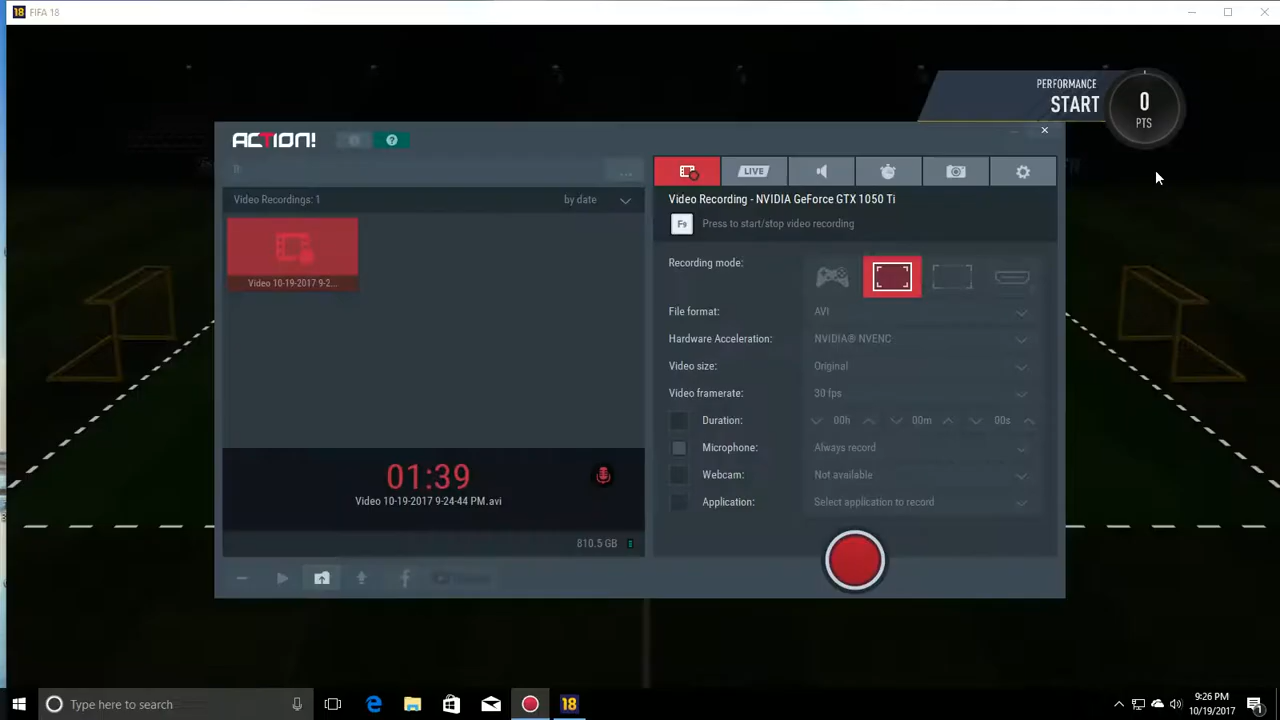 18 FIFA 18
PERFORMANCE
START
0
PTS
ACTION!
?
...
LIVE
Video Recordings: 1
by date
Video Recording - NVIDIA GeForce GTX 1050 Ti
F9
Press to start/stop video recording
Video 10-19-2017 9-2...
Recording mode:
File format:
AVI
Hardware Acceleration:
NVIDIA® NVENC
Video size:
Original
Video framerate:
30 fps
Duration:
00h
00m
00s
Microphone:
Always record
Webcam:
Not available
Application:
Select application to record
01:39
Video 10-19-2017 9-24-44 PM.avi
810.5 GB
Type here to search
18
9:26 PM
10/19/2017
1